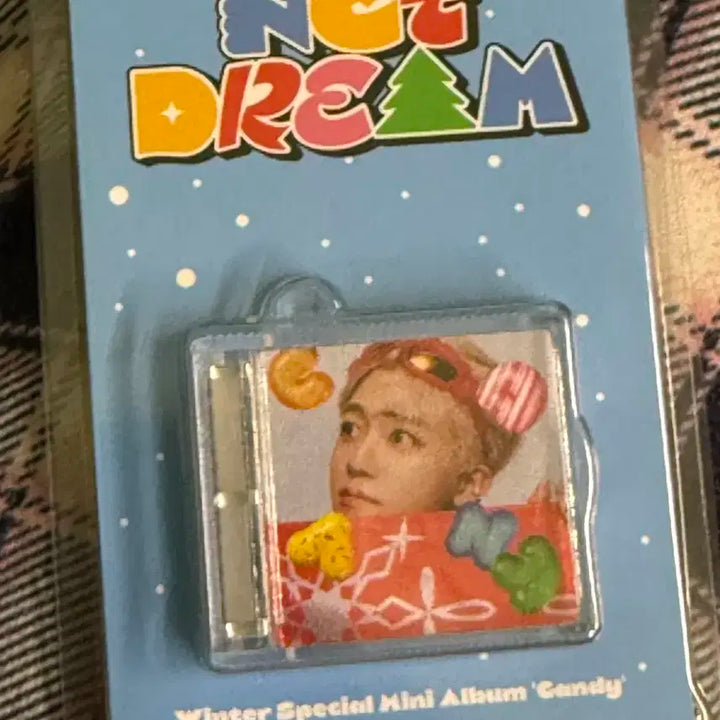 NCT
DREAM
C A N D Y
Winter Special Mini Album 'Candy'